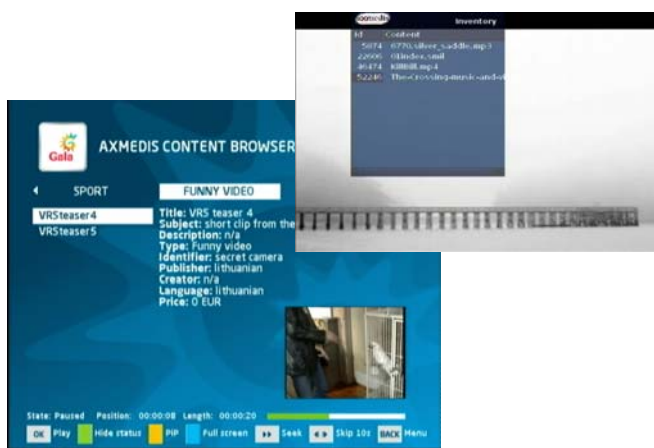 axmedis
Inventory
Id Content
5074 6770.silver_saddle.mp3
22606 01index.smil
46474 KillBill.mp4
52246 The-Crossing-music-and-ef
Gala
AXMEDIS CONTENT BROWSER
SPORT FUNNY VIDEO
VRSteaser4
VRSteaser5
Title: VRS teaser 4
Subject: short clip from the
Description: n/a
Type: Funny video
Identifier: secret camera
Publisher: lithuanian
Creator: n/a
Language: lithuanian
Price: 0 EUR
State: Paused Position: 00:00:08 Length: 00:00:20
OK Play Hide status PiP Full screen Seek Skip 10s BACK Menu